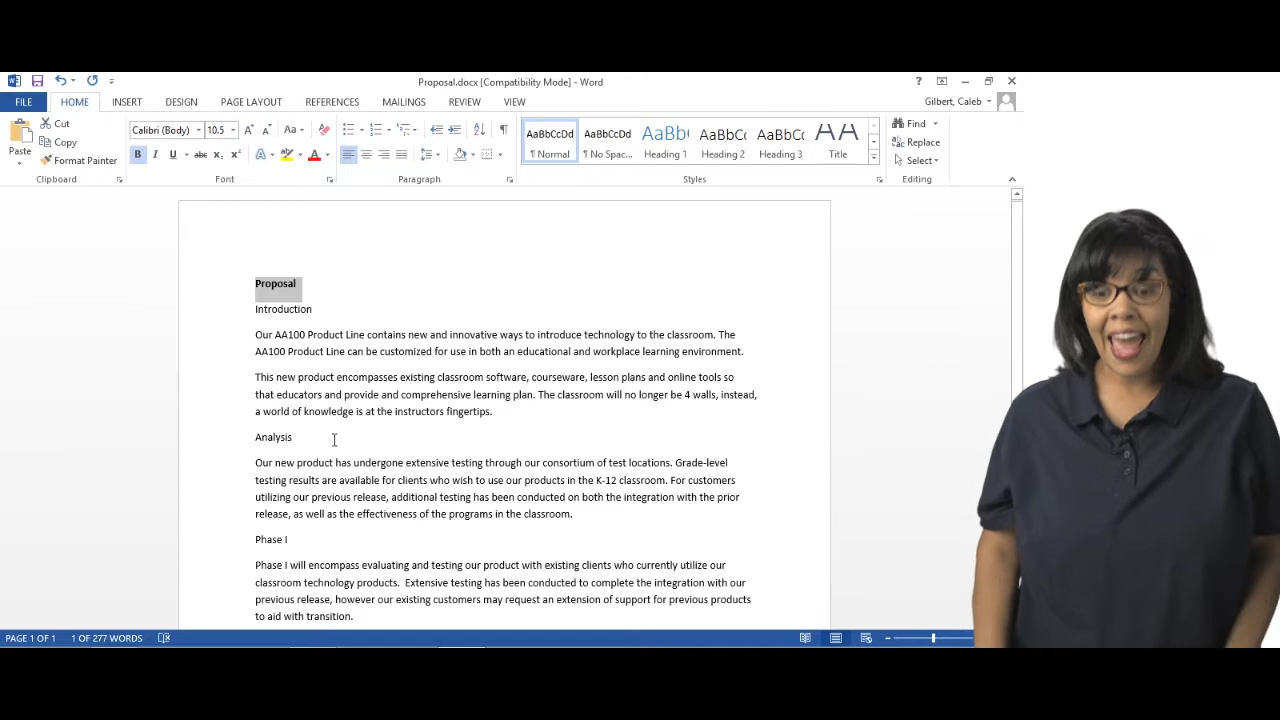 Proposal.docx [Compatibility Mode] - Word
FILE HOME INSERT DESIGN PAGE LAYOUT REFERENCES MAILINGS REVIEW VIEW
Gilbert, Caleb
Paste
Cut
Copy
Format Painter
Clipboard
Calibri (Body) 10.5
Aa
B I U abc x₂ x²
A
Font
Paragraph
AaBbCcDd AaBbCcDd AaBb( AaBbCc AaBbCc AA
¶ Normal ¶ No Spac... Heading 1 Heading 2 Heading 3 Title
Styles
Find
Replace
Select
Editing
Proposal
Introduction
Our AA100 Product Line contains new and innovative ways to introduce technology to the classroom. The
AA100 Product Line can be customized for use in both an educational and workplace learning environment.
This new product encompasses existing classroom software, courseware, lesson plans and online tools so
that educators and provide and comprehensive learning plan. The classroom will no longer be 4 walls, instead,
a world of knowledge is at the instructors fingertips.
Analysis
Our new product has undergone extensive testing through our consortium of test locations. Grade-level
testing results are available for clients who wish to use our products in the K-12 classroom. For customers
utilizing our previous release, additional testing has been conducted on both the integration with the prior
release, as well as the effectiveness of the programs in the classroom.
Phase I
Phase I will encompass evaluating and testing our product with existing clients who currently utilize our
classroom technology products.  Extensive testing has been conducted to complete the integration with our
previous release, however our existing customers may request an extension of support for previous products
to aid with transition.
PAGE 1 OF 1 1 OF 277 WORDS